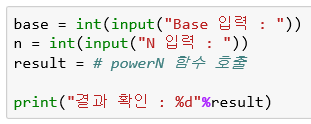 base = int(input("Base 입력 : "))
n = int(input("N 입력 : "))
result = # powerN 함수 호출
print("결과 확인 : %d"%result)